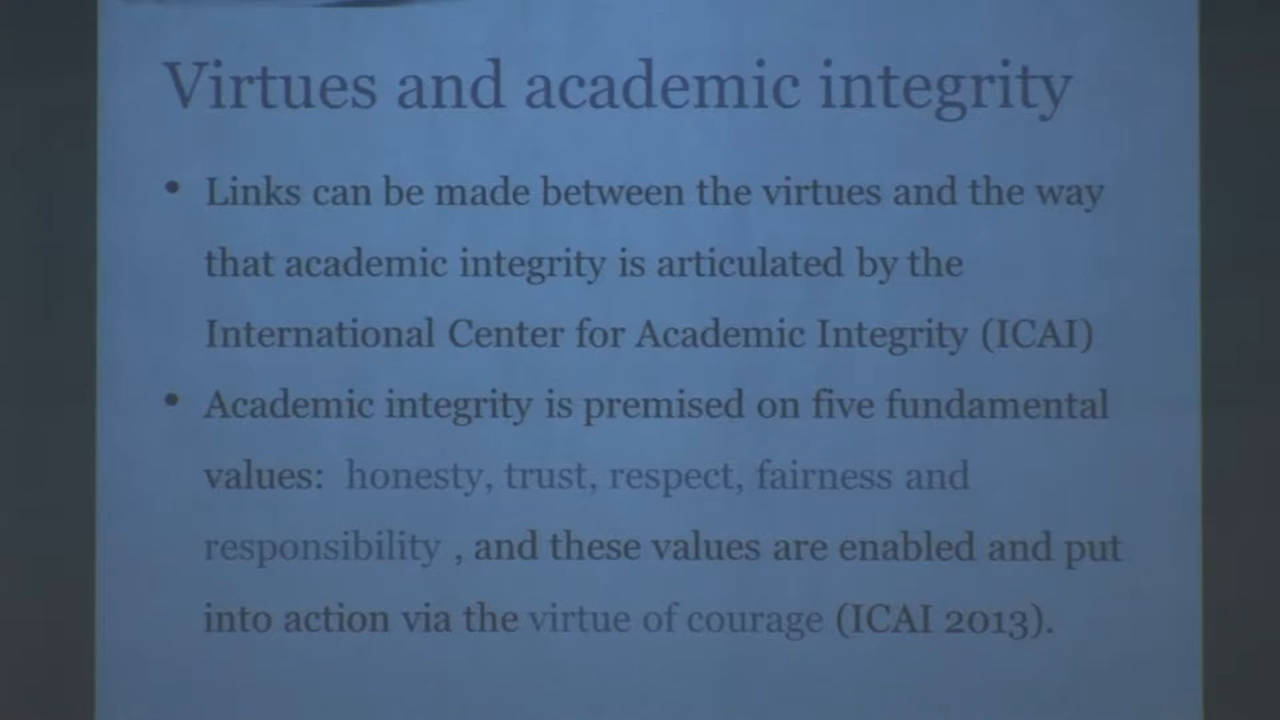 Virtues and academic integrity
• Links can be made between the virtues and the way
that academic integrity is articulated by the
International Center for Academic Integrity (ICAI)
• Academic integrity is premised on five fundamental
values:  honesty, trust, respect, fairness and
responsibility , and these values are enabled and put
into action via the virtue of courage (ICAI 2013).